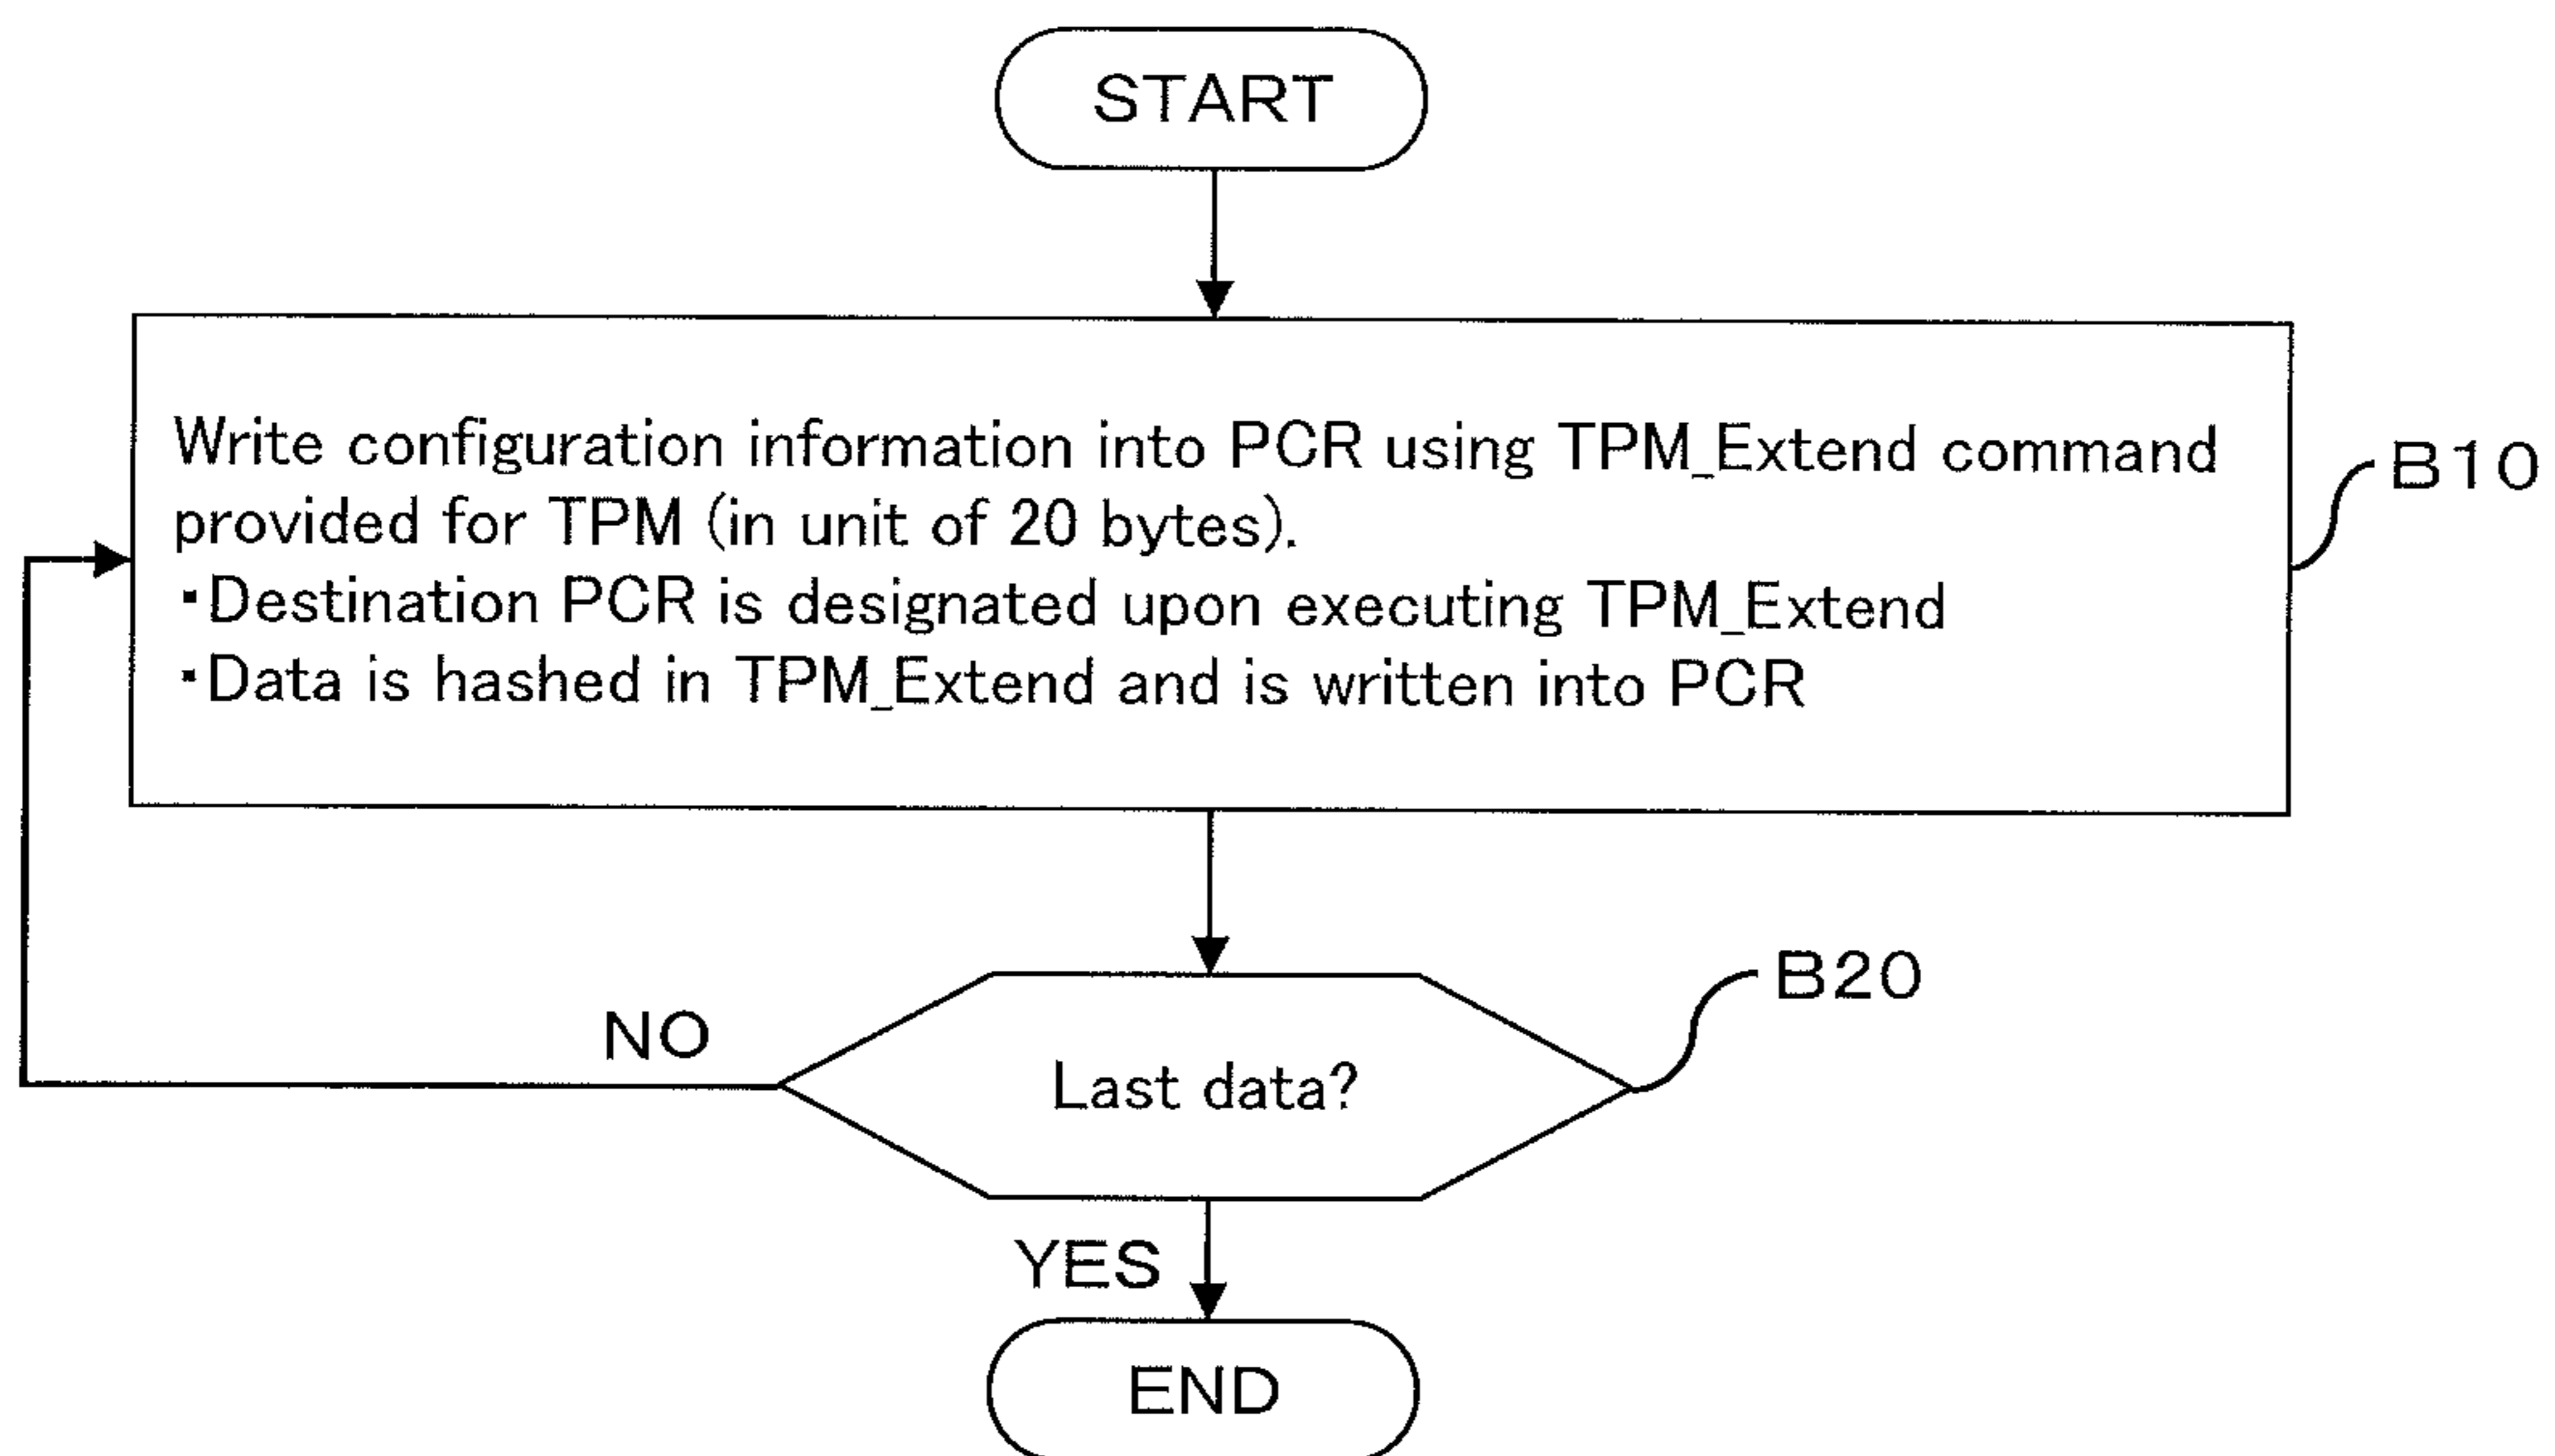 START
Write configuration information into PCR using TPM_Extend command
provided for TPM (in unit of 20 bytes).
・Destination PCR is designated upon executing TPM_Extend
・Data is hashed in TPM_Extend and is written into PCR
B10
B20
NO
Last data?
YES
END